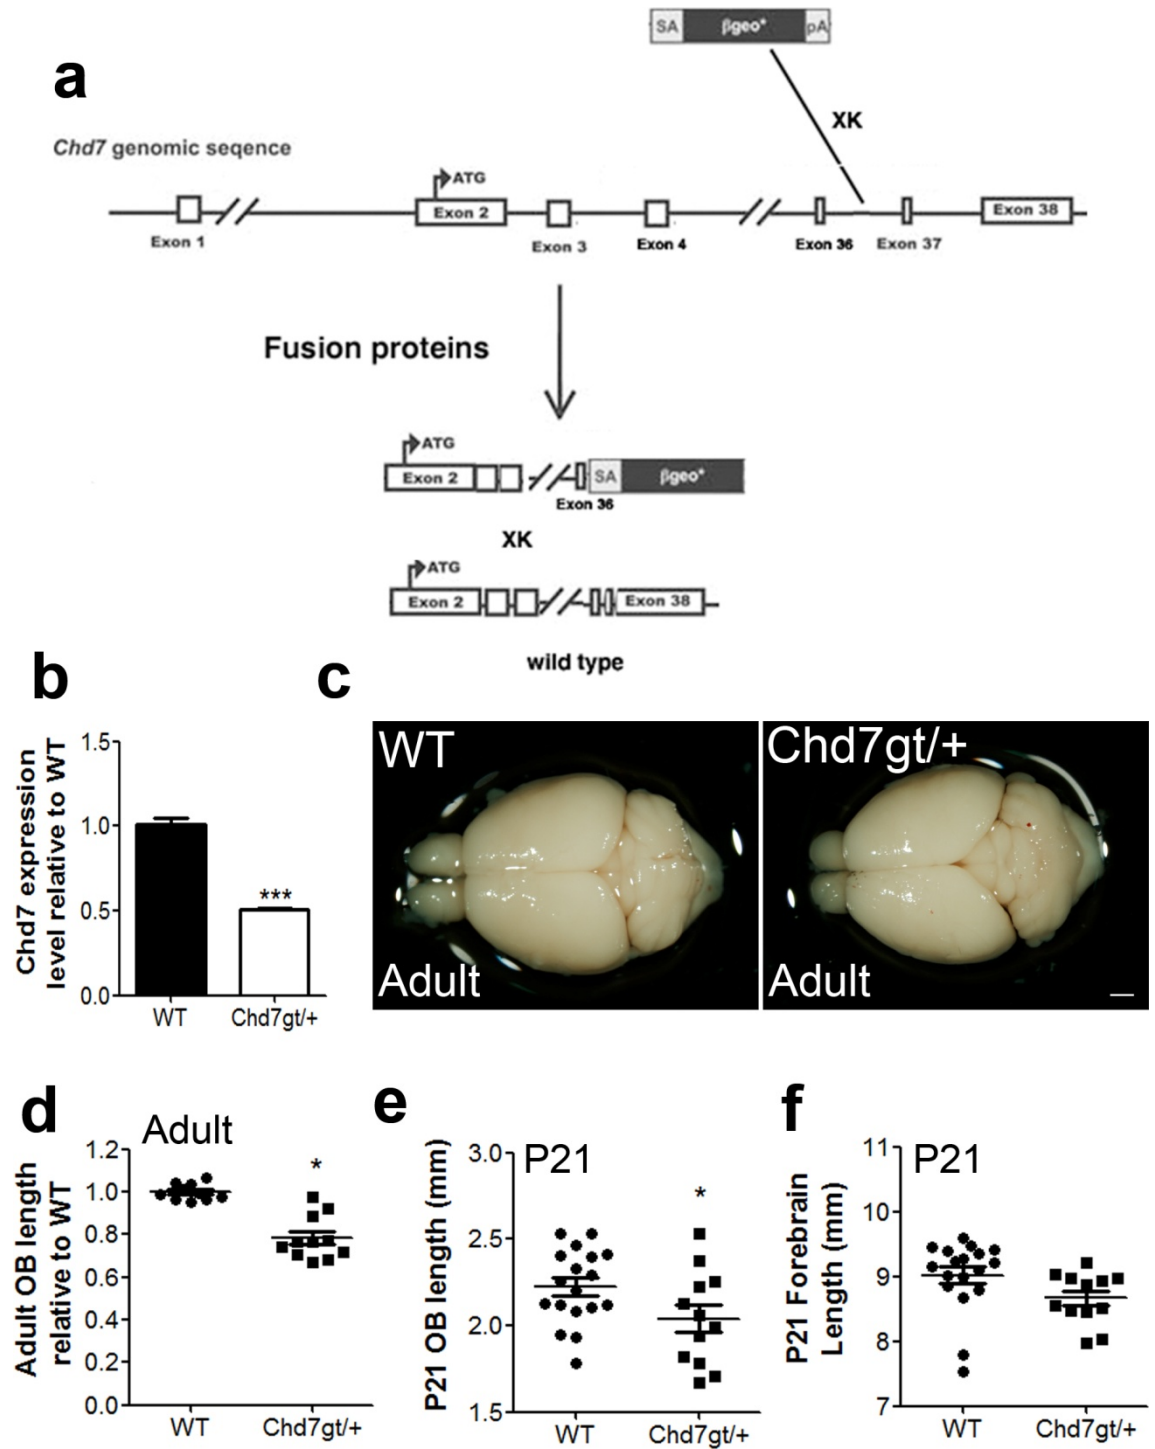 a
SA βgeo* pA
XK
Chd7 genomic seqence
ATG
Exon 2
Exon 38
Exon 1
Exon 3
Exon 4
Exon 36
Exon 37
Fusion proteins
ATG
Exon 2
SA βgeo*
Exon 36
XK
ATG
Exon 2
Exon 38
wild type
b
Chd7 expression
level relative to WT
1.5
1.0
0.5
0.0
***
WT
Chd7gt/+
c
WT
Adult
Chd7gt/+
Adult
d
Adult
Adult OB length
relative to WT
1.2
1.0
0.8
0.6
0.4
0.2
0.0
*
WT
Chd7gt/+
e
P21
P21 OB length (mm)
3.0
2.5
2.0
1.5
*
WT
Chd7gt/+
f
P21
P21 Forebrain
Length (mm)
11
10
9
8
7
WT
Chd7gt/+